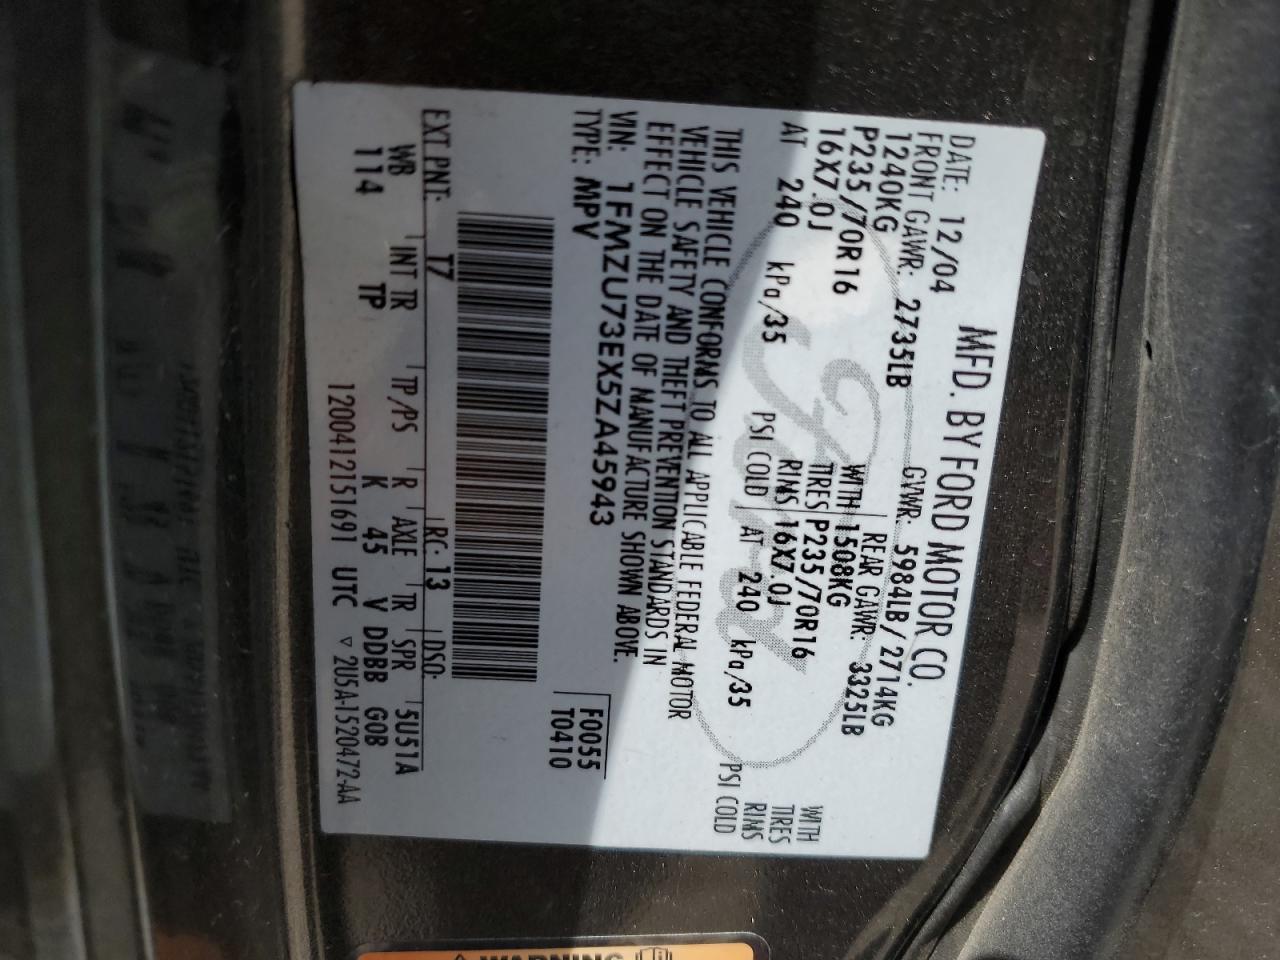 MFD. BY FORD MOTOR CO.
DATE: 12/04
GVWR: 5984LB/2714KG
FRONT GAWR: 2735LB
REAR GAWR: 3325LB
1240KG
WITH 1508KG WITH
P235/70R16
TIRES P235/70R16 TIRES
16X7.0J
RIMS 16X7.0J RIMS
AT 240 kPa/35 PSI COLD AT 240 kPa/35 PSI COLD
Ford
THIS VEHICLE CONFORMS TO ALL APPLICABLE FEDERAL MOTOR
VEHICLE SAFETY AND THEFT PREVENTION STANDARDS IN
EFFECT ON THE DATE OF MANUFACTURE SHOWN ABOVE.
VIN: 1FMZU73EX5ZA45943
TYPE: MPV
F0055
T0410
EXT PNT: T7 RC: 13 DSO:
WB INT TR TP/PS R AXLE TR SPR 5U51A
114 TP K 45 V DDBB GOB
1200412151691 UTC ▽ 2U5A-1520472-AA
WARNING